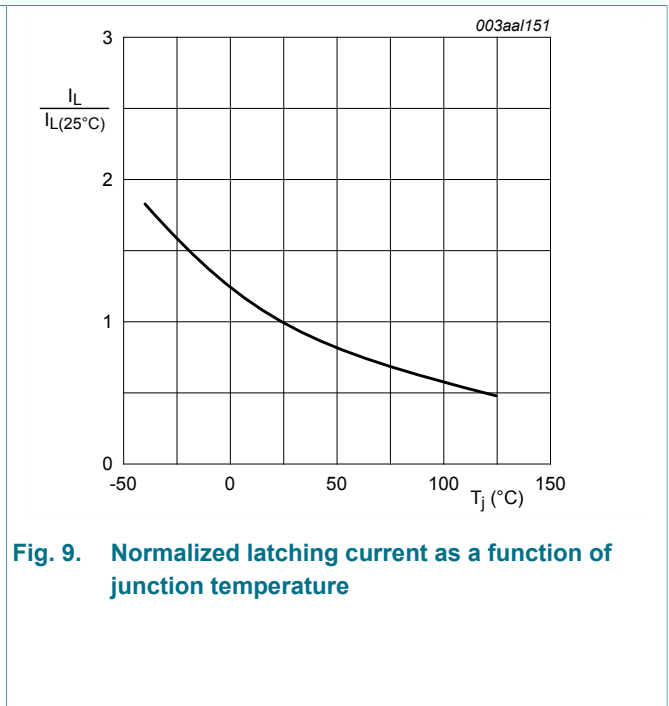 003aal151
3
I_L
I_L(25°C)
2
1
0
-50 0 50 100 150
T_j (°C)
Fig. 9. Normalized latching current as a function of
junction temperature